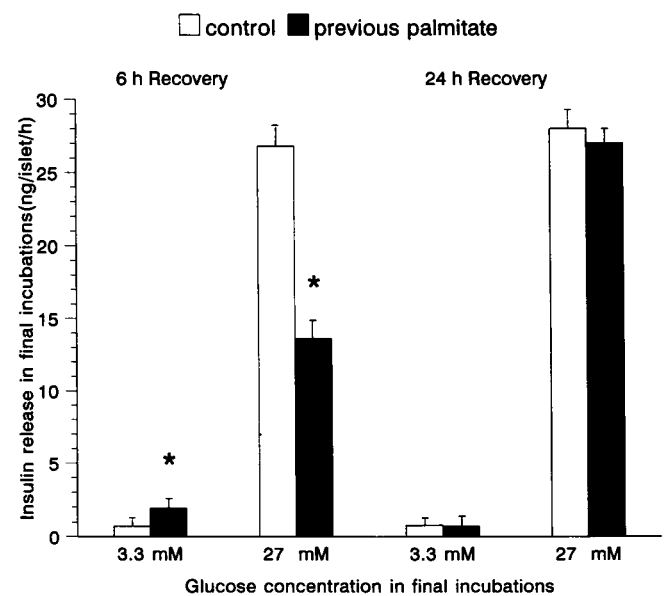 control previous palmitate
6 h Recovery 24 h Recovery
Insulin release in final incubations(ng/islet/h)
30
25
20
15
10
5
0
*
*
3.3 mM 27 mM 3.3 mM 27 mM
Glucose concentration in final incubations